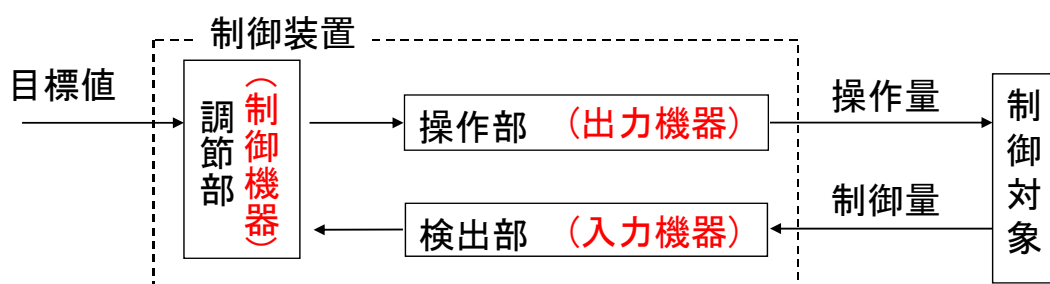 制御装置
目標値
調節部
（制御機器）
操作部 （出力機器）
操作量
検出部 （入力機器）
制御量
制御対象